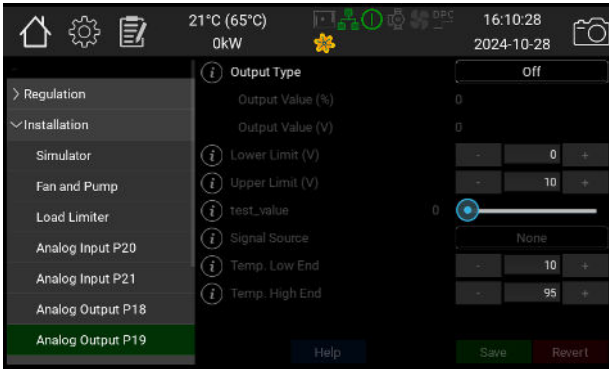 21°C (65°C)
0kW
DPC
16:10:28
2024-10-28
Regulation
Installation
Simulator
Fan and Pump
Load Limiter
Analog Input P20
Analog Input P21
Analog Output P18
Analog Output P19
Output Type Off
Output Value (%) 0
Output Value (V) 0
Lower Limit (V) - 0 +
Upper Limit (V) - 10 +
test_value 0
Signal Source None
Temp. Low End - 10 +
Temp. High End - 95 +
Help Save Revert